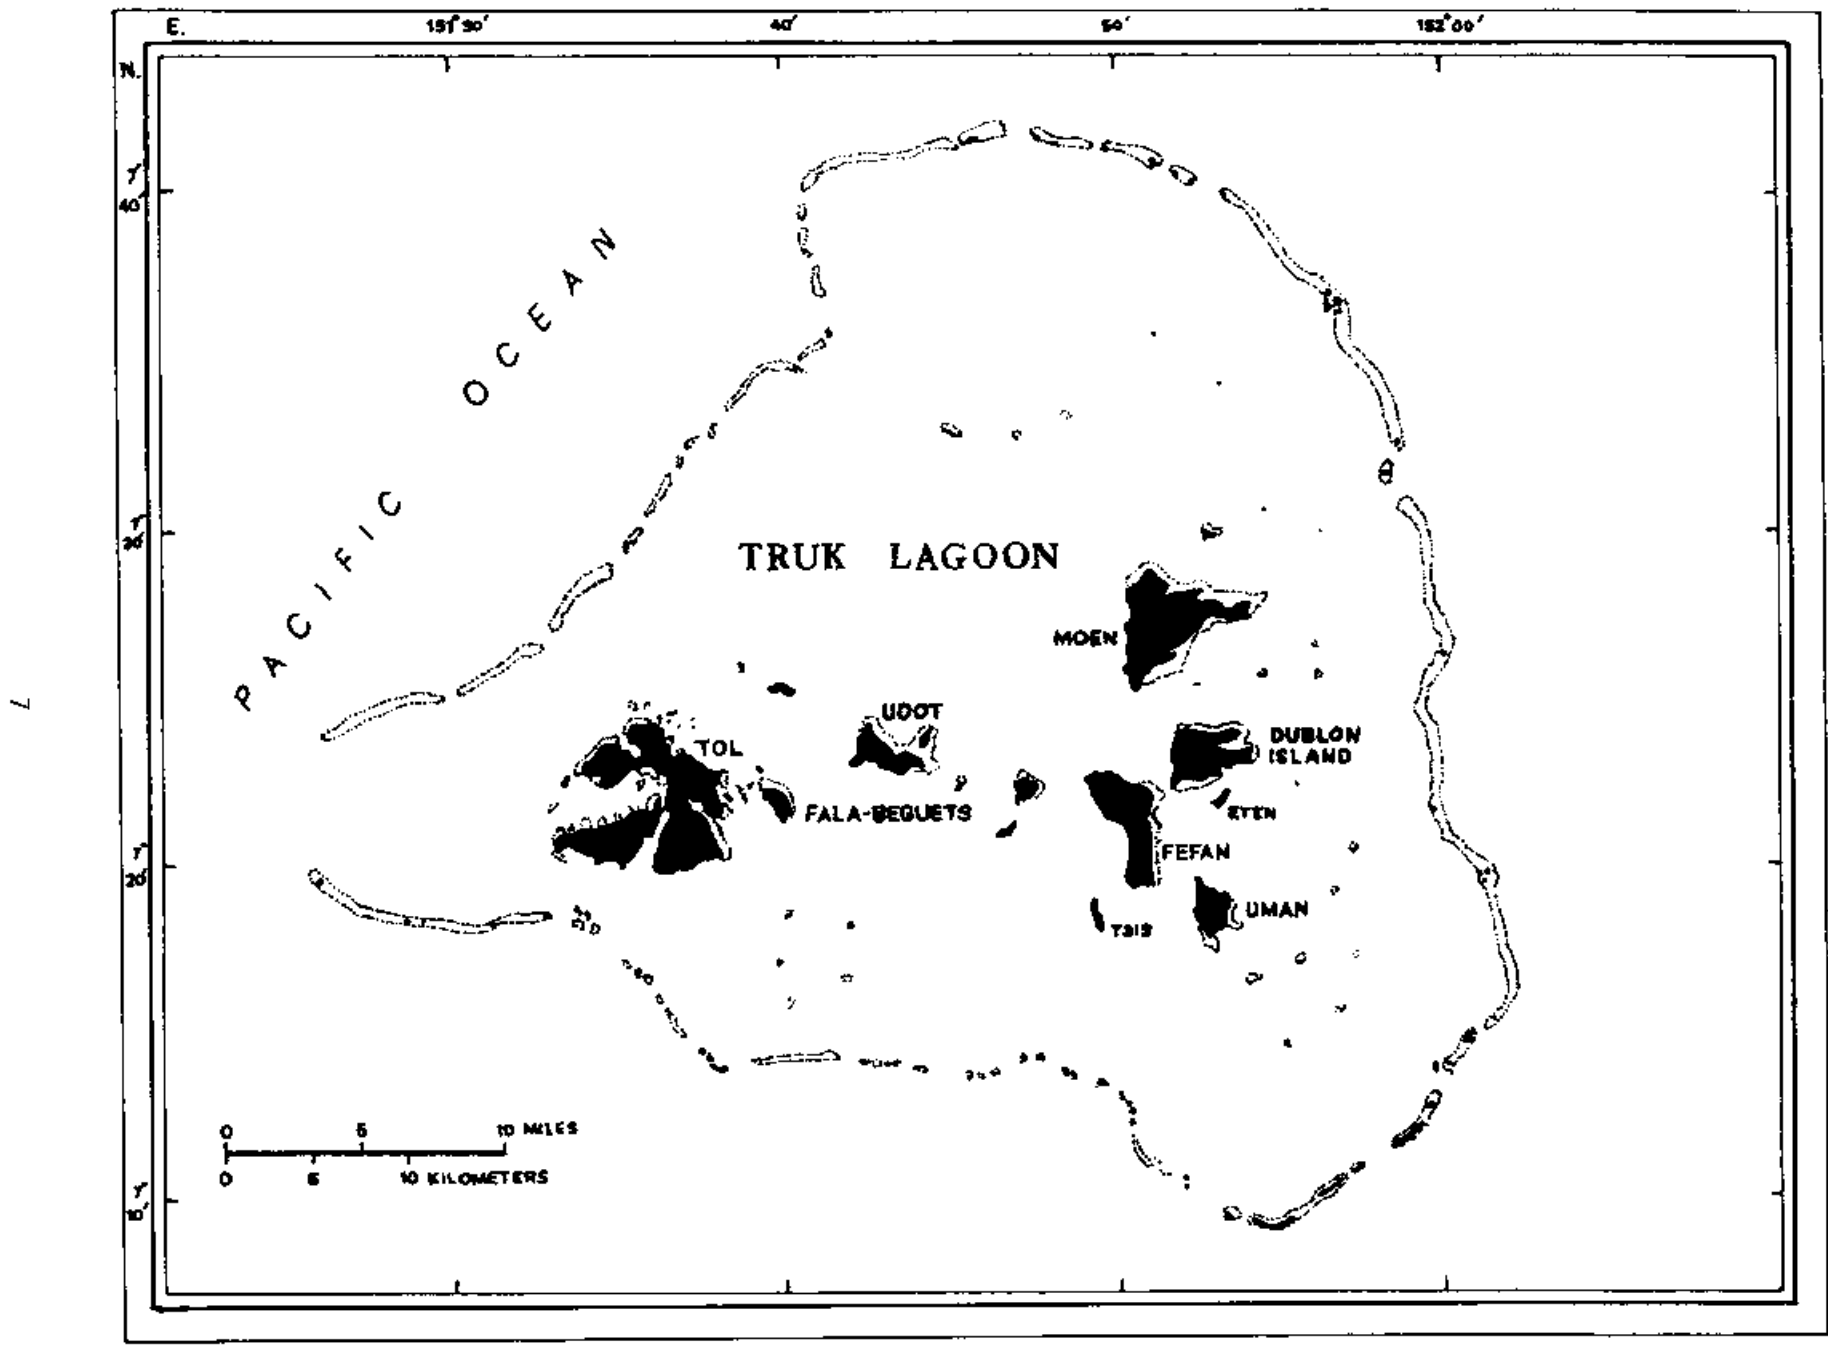 E.
151°30'
40'
50'
152°00'
N.
7°
40'
7°
30'
7°
20'
7°
10'
PACIFIC OCEAN
TRUK LAGOON
MOEN
UDOT
TOL
DUBLON
ISLAND
FALA-BEGUETS
ETEN
FEFAN
UMAN
TSIS
0 5 10 MILES
0 5 10 KILOMETERS
7